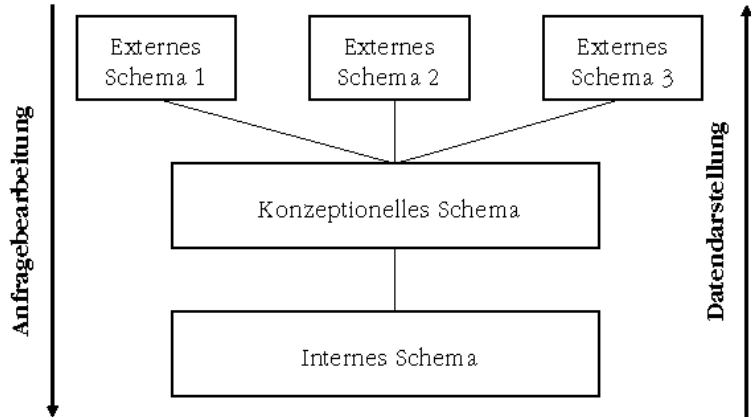 Externes
Schema 1
Externes
Schema 2
Externes
Schema 3
Anfragebearbeitung
Datendarstellung
Konzeptionelles Schema
Internes Schema